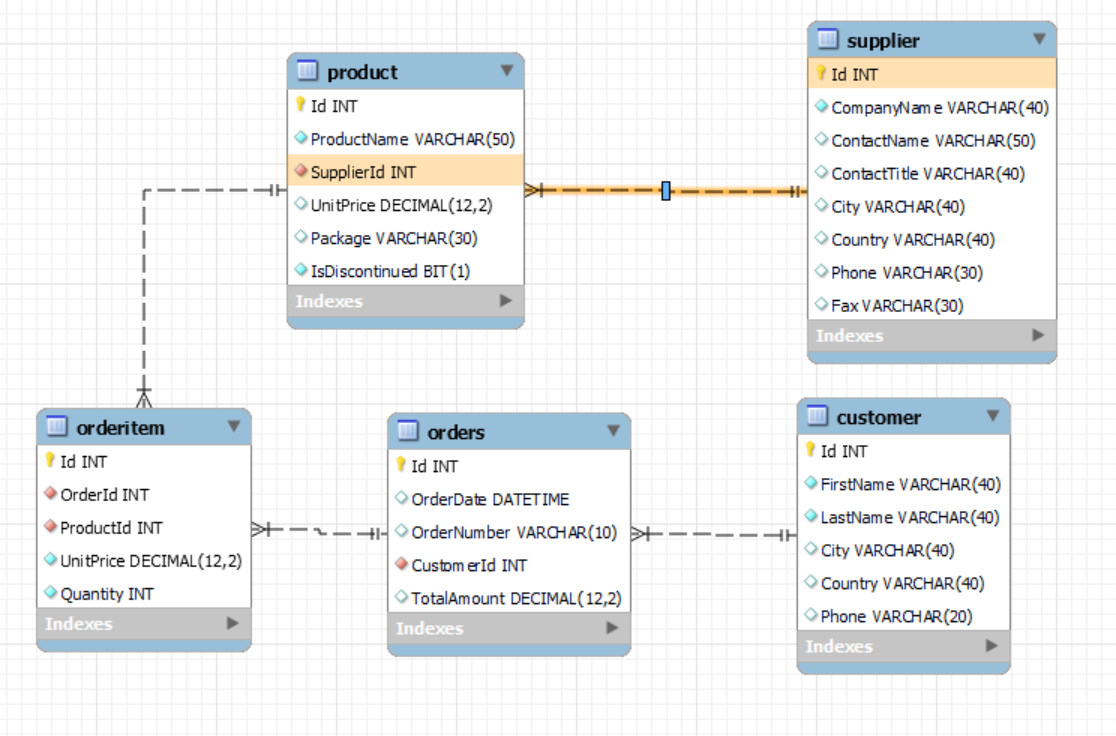 product
Id INT
ProductName VARCHAR(50)
SupplierId INT
UnitPrice DECIMAL(12,2)
Package VARCHAR(30)
IsDiscontinued BIT(1)
Indexes
supplier
Id INT
CompanyName VARCHAR(40)
ContactName VARCHAR(50)
ContactTitle VARCHAR(40)
City VARCHAR(40)
Country VARCHAR(40)
Phone VARCHAR(30)
Fax VARCHAR(30)
Indexes
orderitem
Id INT
OrderId INT
ProductId INT
UnitPrice DECIMAL(12,2)
Quantity INT
Indexes
orders
Id INT
OrderDate DATETIME
OrderNumber VARCHAR(10)
CustomerId INT
TotalAmount DECIMAL(12,2)
Indexes
customer
Id INT
FirstName VARCHAR(40)
LastName VARCHAR(40)
City VARCHAR(40)
Country VARCHAR(40)
Phone VARCHAR(20)
Indexes